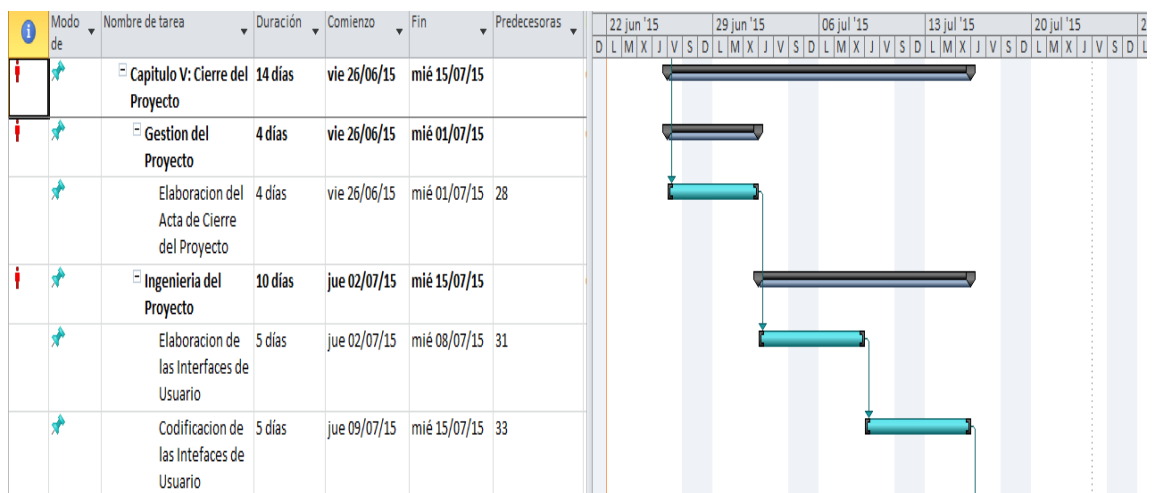 Modo de
Nombre de tarea
Duración
Comienzo
Fin
Predecesoras
22 jun '15
29 jun '15
06 jul '15
13 jul '15
20 jul '15
2
D L M X J V S D L M X J V S D L M X J V S D L M X J V S D L M X J V S D L
Capitulo V: Cierre del 14 días vie 26/06/15 mié 15/07/15
Proyecto
Gestion del 4 días vie 26/06/15 mié 01/07/15
Proyecto
Elaboracion del 4 días vie 26/06/15 mié 01/07/15 28
Acta de Cierre
del Proyecto
Ingenieria del 10 días jue 02/07/15 mié 15/07/15
Proyecto
Elaboracion de 5 días jue 02/07/15 mié 08/07/15 31
las Interfaces de
Usuario
Codificacion de 5 días jue 09/07/15 mié 15/07/15 33
las Intefaces de
Usuario